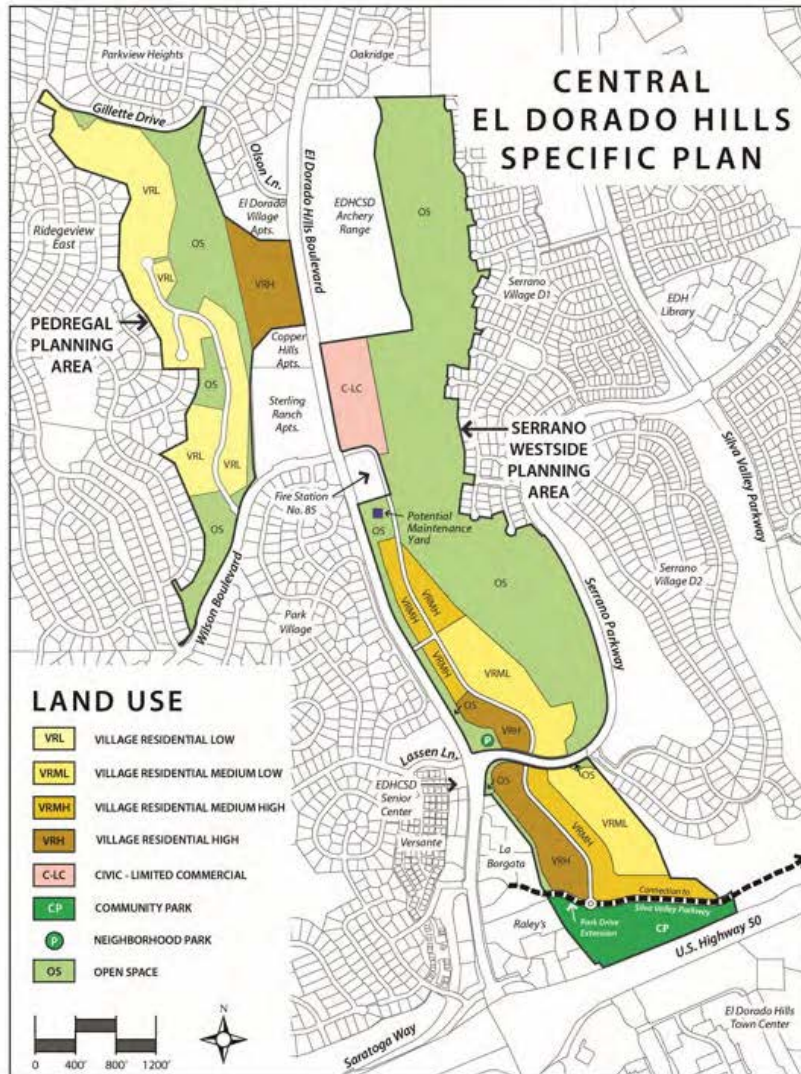 CENTRAL
EL DORADO HILLS
SPECIFIC PLAN
Parkview Heights
Oakridge
Gillette Drive
Olson Ln.
El Dorado Hills Boulevard
El Dorado
Village
Apts.
EDHCSD
Archery
Range
OS
VRL
Ridgeview
East
OS
VRH
VRL
Serrano
Village D1
EDH
Library
PEDREGAL
PLANNING
AREA
Copper
Hills
Apts.
OS
C-LC
Sterling
Ranch
Apts.
SERRANO
WESTSIDE
PLANNING
AREA
Silva Valley Parkway
VRL
VRL
Fire Station
No. 85
OS
Potential
Maintenance
Yard
OS
OS
Serrano
Village D2
Serrano Parkway
Wilson Boulevard
Park
Village
VRMH
VRMH
VRMH
VRML
OS
VRH
P
Lassen Ln.
EDHCSD
Senior
Center
OS
OS
Versante
VRML
VRMH
La
Borgata
VRH
Connection to
Silva Valley Parkway
Raley's
Park Drive
Extension
CP
U.S. Highway 50
Saratoga Way
El Dorado Hills
Town Center
LAND USE
VRL VILLAGE RESIDENTIAL LOW
VRML VILLAGE RESIDENTIAL MEDIUM LOW
VRMH VILLAGE RESIDENTIAL MEDIUM HIGH
VRH VILLAGE RESIDENTIAL HIGH
C-LC CIVIC - LIMITED COMMERCIAL
CP COMMUNITY PARK
P NEIGHBORHOOD PARK
OS OPEN SPACE
N
0 400' 800' 1200'